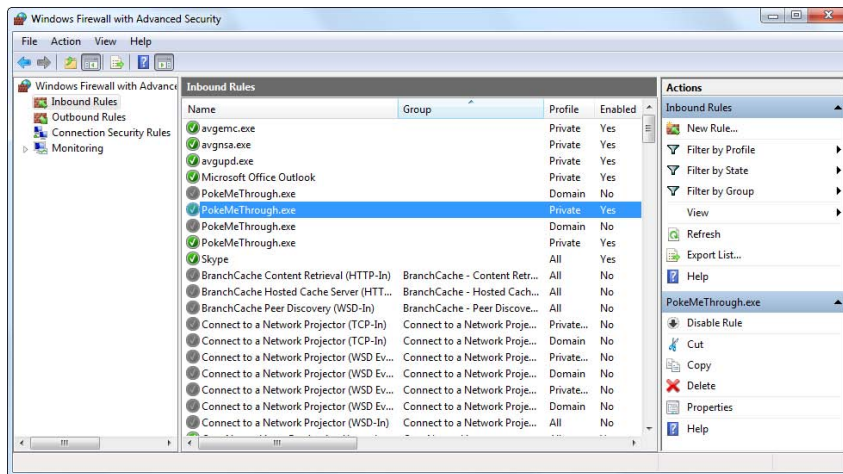 Windows Firewall with Advanced Security
File Action View Help
Windows Firewall with Advance
Inbound Rules
Outbound Rules
Connection Security Rules
Monitoring
Inbound Rules
Name Group Profile Enabled
avgemc.exe Private Yes
avgnsa.exe Private Yes
avgupd.exe Private Yes
Microsoft Office Outlook Private Yes
PokeMeThrough.exe Domain No
PokeMeThrough.exe Private Yes
PokeMeThrough.exe Domain No
PokeMeThrough.exe Private Yes
Skype All Yes
BranchCache Content Retrieval (HTTP-In) BranchCache - Content Retr... All No
BranchCache Hosted Cache Server (HTT... BranchCache - Hosted Cach... All No
BranchCache Peer Discovery (WSD-In) BranchCache - Peer Discove... All No
Connect to a Network Projector (TCP-In) Connect to a Network Proje... Private... No
Connect to a Network Projector (TCP-In) Connect to a Network Proje... Domain No
Connect to a Network Projector (WSD Ev... Connect to a Network Proje... Private... No
Connect to a Network Projector (WSD Ev... Connect to a Network Proje... Domain No
Connect to a Network Projector (WSD Ev... Connect to a Network Proje... Private... No
Connect to a Network Projector (WSD Ev... Connect to a Network Proje... Domain No
Connect to a Network Projector (WSD-In) Connect to a Network Proje... All No
Actions
Inbound Rules
New Rule...
Filter by Profile
Filter by State
Filter by Group
View
Refresh
Export List...
Help
PokeMeThrough.exe
Disable Rule
Cut
Copy
Delete
Properties
Help